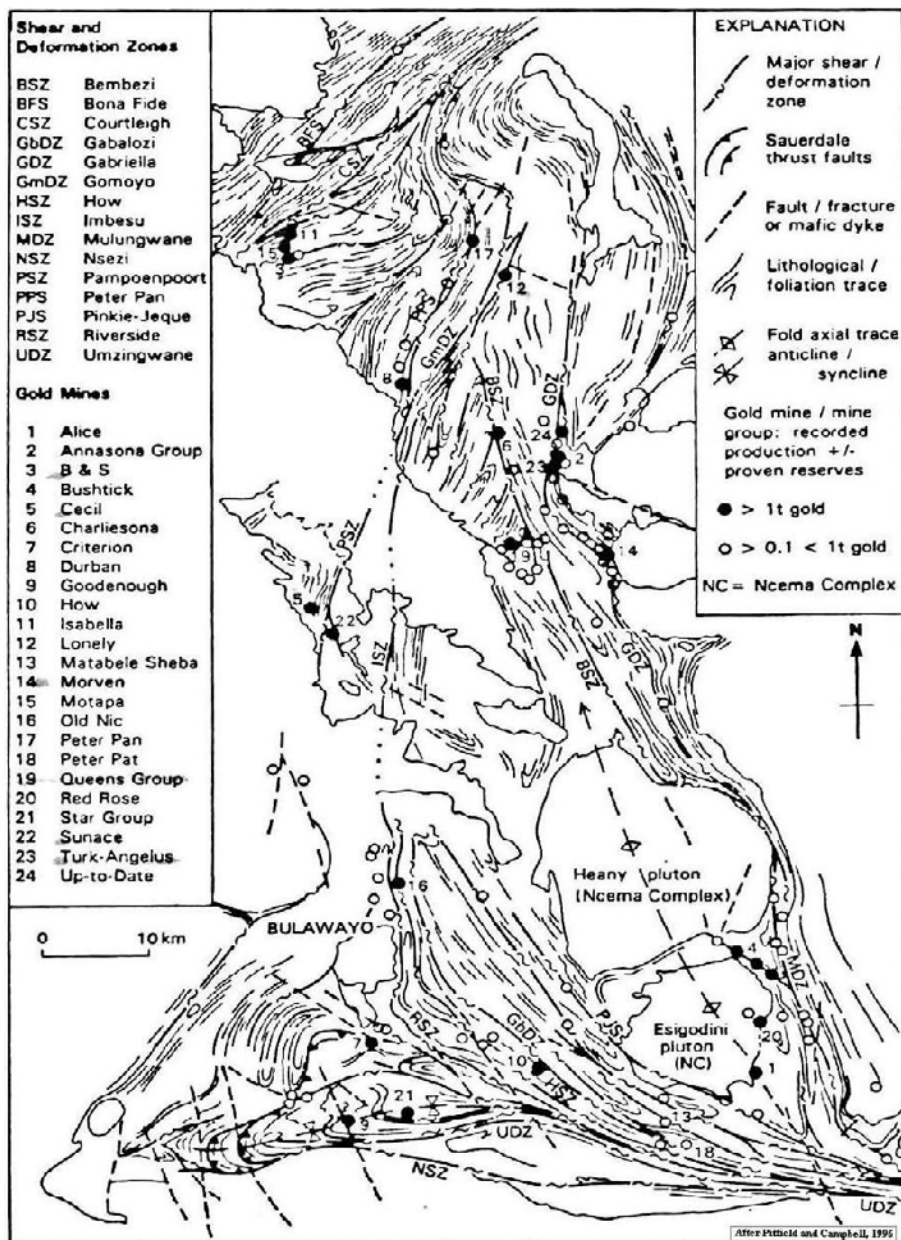 Shear and
Deformation Zones
BSZ Bembezi
BFS Bona Fide
CSZ Courtleigh
GbDZ Gabalozi
GDZ Gabriella
GmDZ Gomoyo
HSZ How
ISZ Imbesu
MDZ Mulungwane
NSZ Nsezi
PSZ Pampoenpoort
PPS Peter Pan
PJS Pinkie-Jeque
RSZ Riverside
UDZ Umzingwane
Gold Mines
1 Alice
2 Annasona Group
3 B & S
4 Bushtick
5 Cecil
6 Charliesona
7 Criterion
8 Durban
9 Goodenough
10 How
11 Isabella
12 Lonely
13 Matabele Sheba
14 Morven
15 Motapa
16 Old Nic
17 Peter Pan
18 Peter Pat
19 Queens Group
20 Red Rose
21 Star Group
22 Sunace
23 Turk-Angelus
24 Up-to-Date
0 10 km
EXPLANATION
Major shear /
deformation
zone
Sauerdale
thrust faults
Fault / fracture
or mafic dyke
Lithological /
foliation trace
Fold axial trace
anticline /
syncline
Gold mine / mine
group: recorded
production +/-
proven reserves
> 1t gold
> 0.1 < 1t gold
NC = Ncema Complex
N
BFS
CSZ
11
17
12
PPS
GmDZ
8
BSZ
GDZ
6
24
2
23
14
19
PSZ
5
22
ISZ
BSZ
GDZ
Heany pluton
(Ncema Complex)
16
BULAWAYO
4
MDZ
RSZ
GbDZ
PJS
Esigodini
pluton
(NC)
20
7
10
HSZ
1
21
13
9
UDZ
18
NSZ
UDZ
After Pitfield and Campbell, 1996